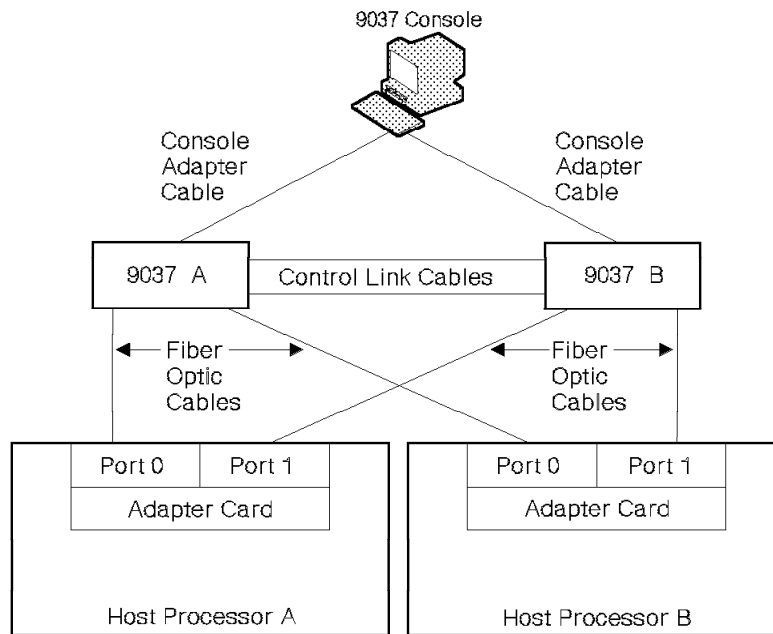 9037 Console
Console
Adapter
Cable
Console
Adapter
Cable
9037 A
Control Link Cables
9037 B
Fiber
Optic
Cables
Fiber
Optic
Cables
Port 0
Port 1
Adapter Card
Host Processor A
Port 0
Port 1
Adapter Card
Host Processor B